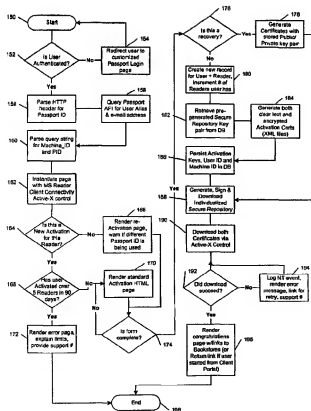 150
Start
152
Is User Authenticated?
No
154
Redirect user to customized Passport Login page
Yes
156
Parse HTTP header for Passport ID
158
Query Passport API for User Alias & e-mail address
160
Parse query string for Machine_ID and PID
162
Instantiate page with MS Reader Client Connectivity Active-X control
164
Is this a New Activation for this Reader?
No
166
Render re-Activation page, warn if different Passport ID is being used
Yes
168
Has user Activated over 5 Readers in 90 days?
No
170
Render standard Activation HTML page
Yes
172
Render error page, explain limits, provide support #
No
Is form complete?
174
Yes
176
Is this a recovery?
Yes
178
Generate Certificates with stored Public/Private key pair
No
180
Create new record for User + Reader, increment # of Readers user has
182
Retrieve pre-generated Secure Repository Key pair from DB
184
Generate both clear text and encrypted Activation Certs (XML files)
186
Persist Activation Keys, User ID and Machine ID in DB
188
Generate, Sign & Download Individualized Secure Repository
190
Download both Certificates via Active-X Control
192
Did download succeed?
No
194
Log NT event, render error message, link for retry, support #
Yes
196
Render congratulations page w/links to Bookstores (or Return link if user started from Client Portal)
End
198